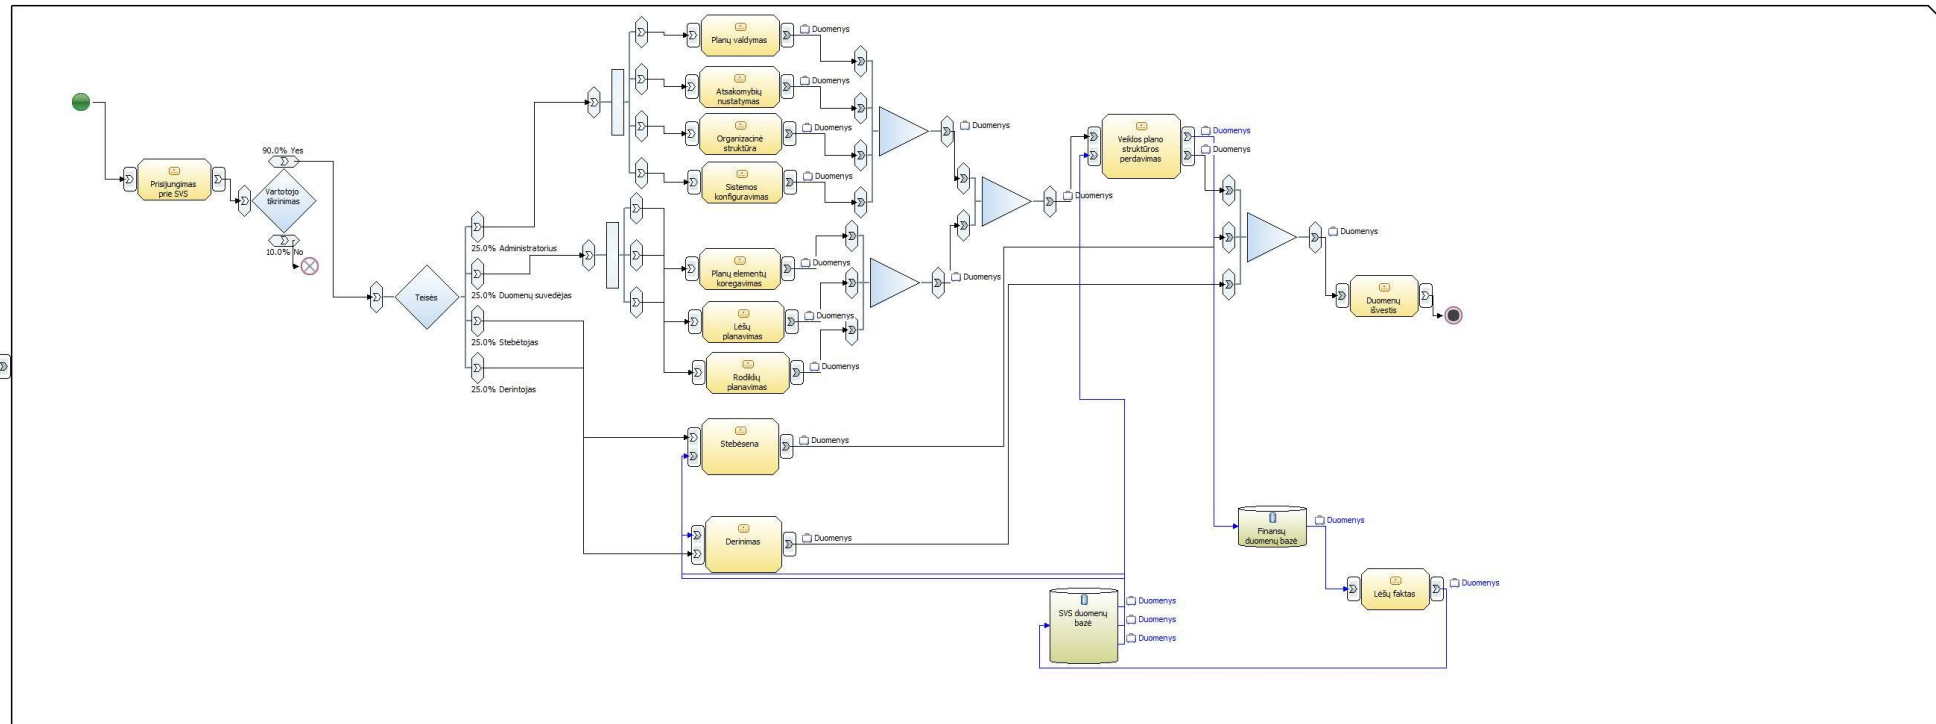 Prisijungimas
prie SVS
90.0% Yes
Vartotojo
tikrinimas
10.0% No
Teisės
25.0% Administratorius
25.0% Duomenų suvedėjas
25.0% Stebėtojas
25.0% Derintojas
Planų valdymas
Duomenys
Atsakomybių
nustatymas
Duomenys
Organizacinė
struktūra
Duomenys
Sistemos
konfiguravimas
Duomenys
Planų elementų
koregavimas
Duomenys
Lėšų
planavimas
Duomenys
Rodiklių
planavimas
Duomenys
Stebėsena
Duomenys
Derinimas
Duomenys
Duomenys
Duomenys
Duomenys
Veiklos plano
struktūros
perdavimas
Duomenys
Duomenys
Duomenys
Duomenų
išvestis
Finansų
duomenų bazė
Duomenys
Lėšų faktas
Duomenys
SVS duomenų
bazė
Duomenys
Duomenys
Duomenys